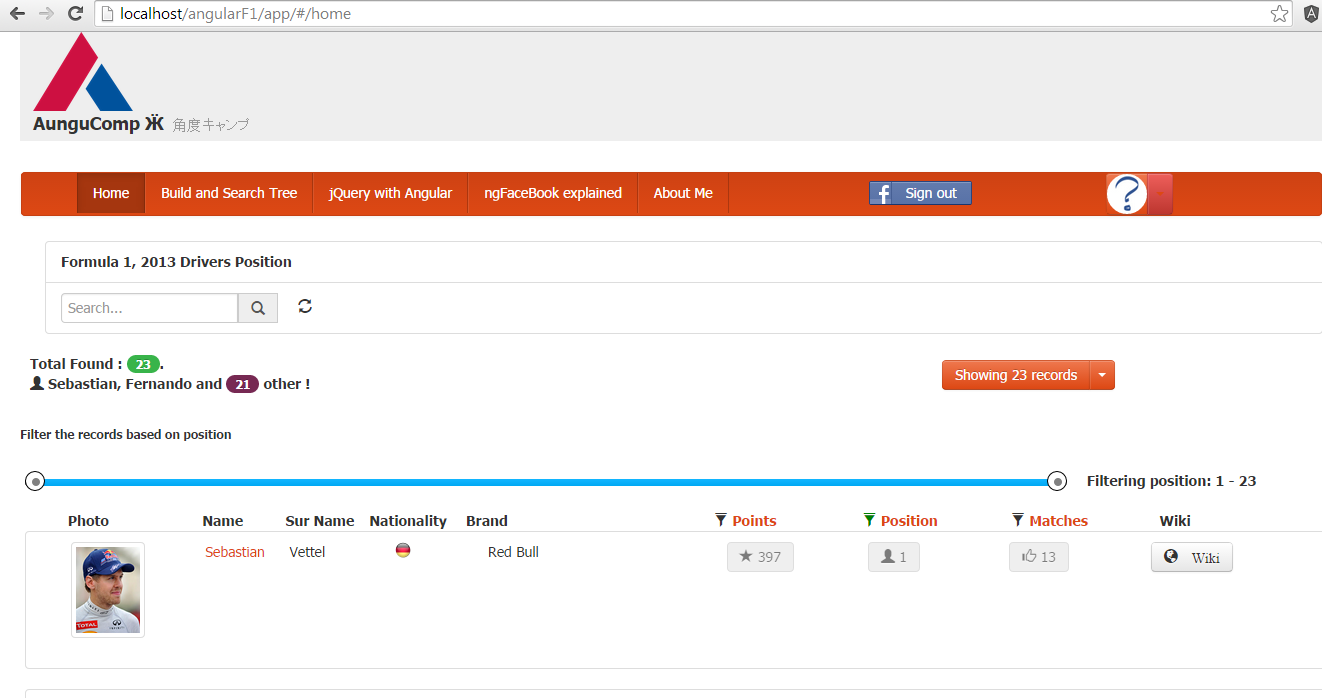 localhost/angularF1/app/#/home
AunguComp Ӝ 角度キャンプ
Home Build and Search Tree jQuery with Angular ngFaceBook explained About Me f Sign out ?
Formula 1, 2013 Drivers Position
Search...
Total Found : 23.
Sebastian, Fernando and 21 other !
Showing 23 records
Filter the records based on position
Filtering position: 1 - 23
Photo Name Sur Name Nationality Brand Points Position Matches Wiki
Sebastian Vettel Red Bull 397 1 13 Wiki
Red Bull
TOTAL